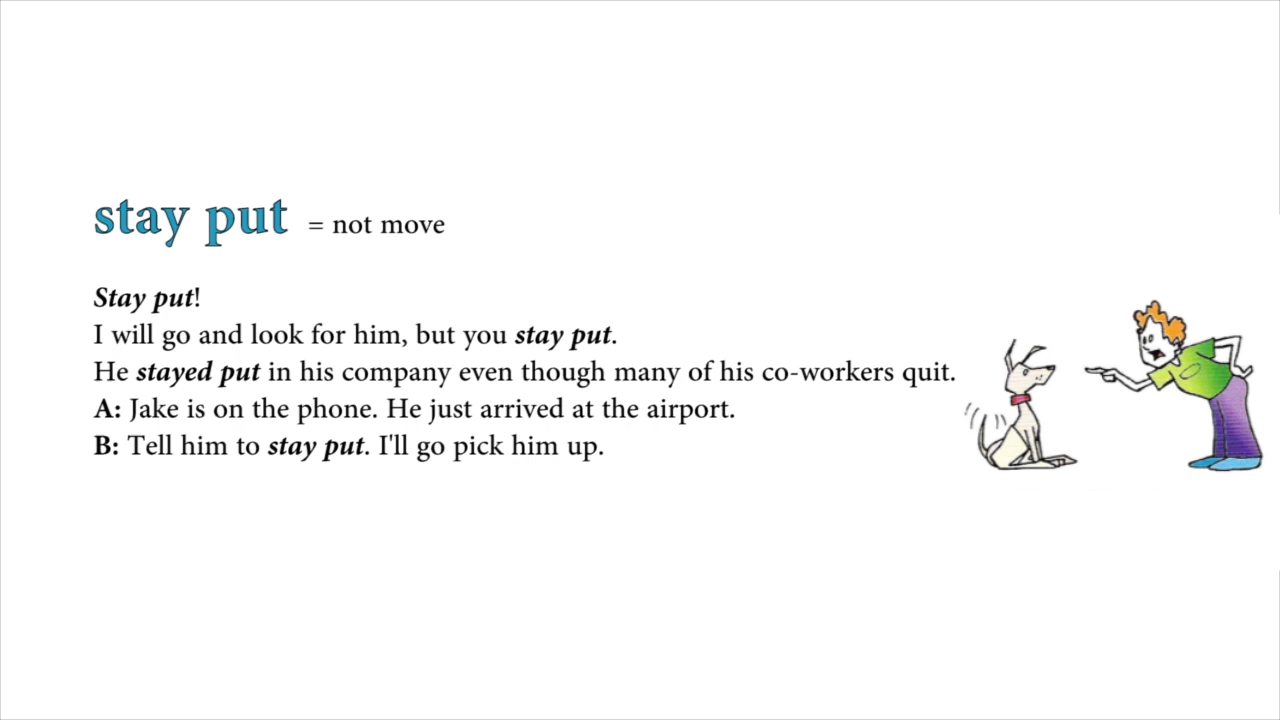 stay put = not move
Stay put!
I will go and look for him, but you stay put.
He stayed put in his company even though many of his co-workers quit.
A: Jake is on the phone. He just arrived at the airport.
B: Tell him to stay put. I'll go pick him up.